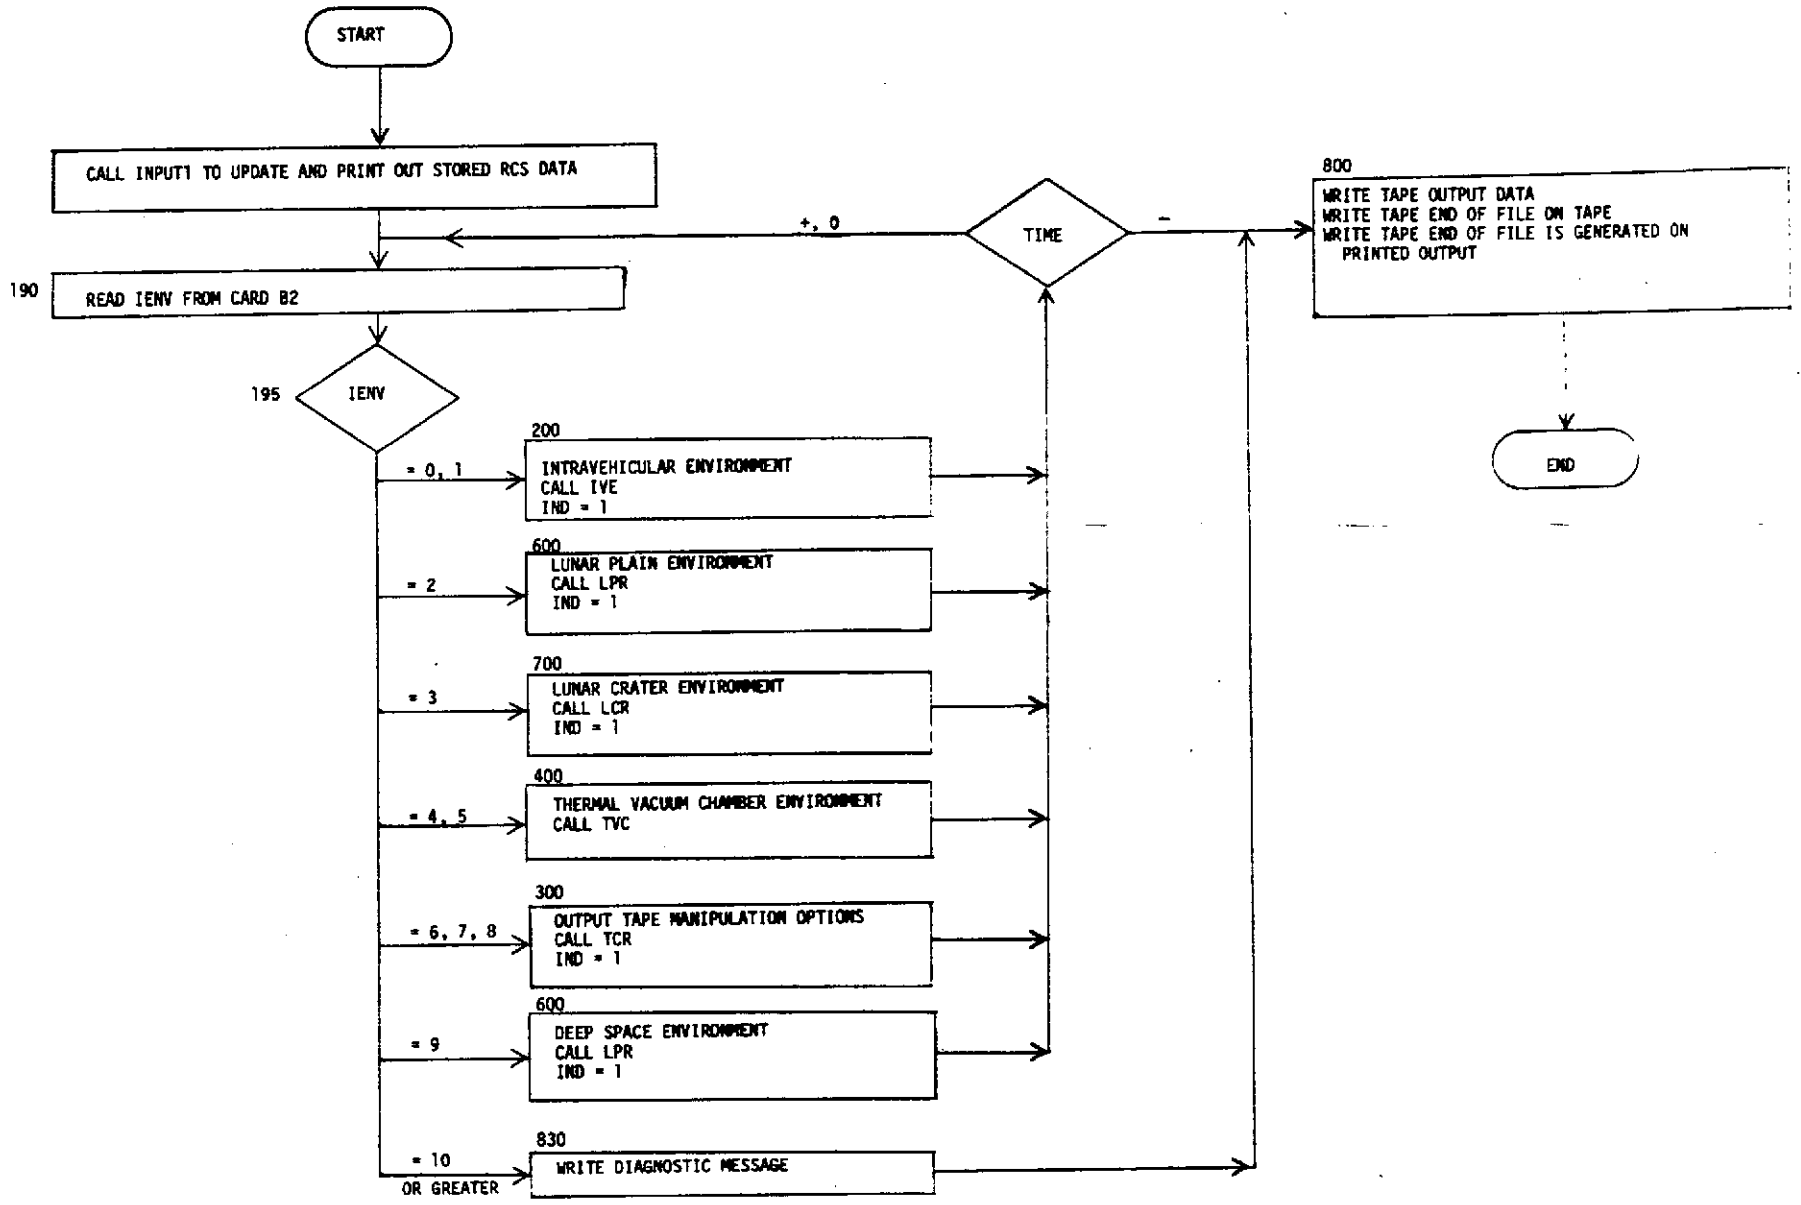 START
CALL INPUT1 TO UPDATE AND PRINT OUT STORED RCS DATA
+, 0
TIME
-
800
WRITE TAPE OUTPUT DATA
WRITE TAPE END OF FILE ON TAPE
WRITE TAPE END OF FILE IS GENERATED ON
PRINTED OUTPUT
190
READ IENV FROM CARD B2
195
IENV
END
= 0, 1
200
INTRAVEHICULAR ENVIRONMENT
CALL IVE
IND = 1
= 2
600
LUNAR PLAIN ENVIRONMENT
CALL LPR
IND = 1
= 3
700
LUNAR CRATER ENVIRONMENT
CALL LCR
IND = 1
= 4, 5
400
THERMAL VACUUM CHAMBER ENVIRONMENT
CALL TVC
= 6, 7, 8
300
OUTPUT TAPE MANIPULATION OPTIONS
CALL TCR
IND = 1
= 9
600
DEEP SPACE ENVIRONMENT
CALL LPR
IND = 1
= 10
OR GREATER
830
WRITE DIAGNOSTIC MESSAGE